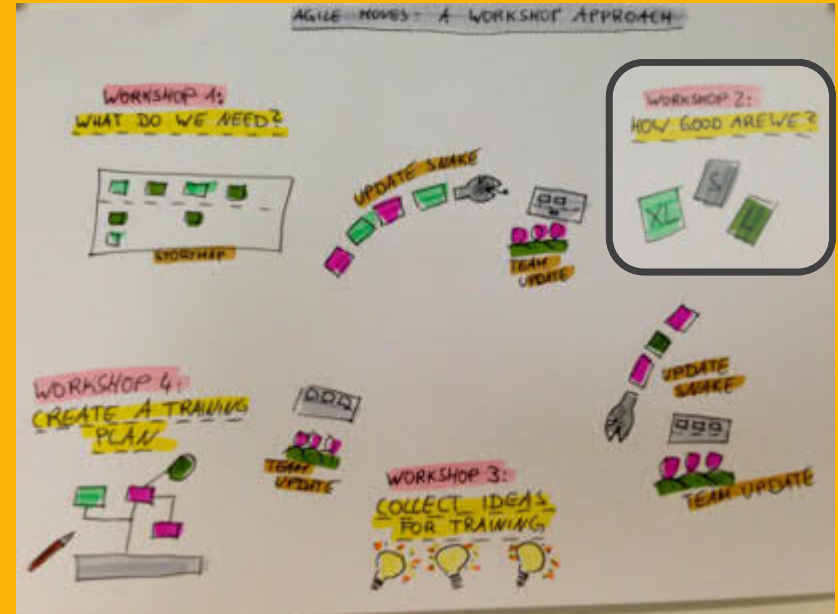 AGILE MOVES: A WORKSHOP APPROACH
WORKSHOP 1:
WHAT DO WE NEED?
STORYMAP
UPDATE SNAKE
TEAM
UPDATE
WORKSHOP 2:
HOW GOOD ARE WE?
XL
S
L
UPDATE
SNAKE
TEAM UPDATE
WORKSHOP 3:
COLLECT IDEAS
FOR TRAINING
TEAM
UPDATE
WORKSHOP 4:
CREATE A TRAINING
PLAN